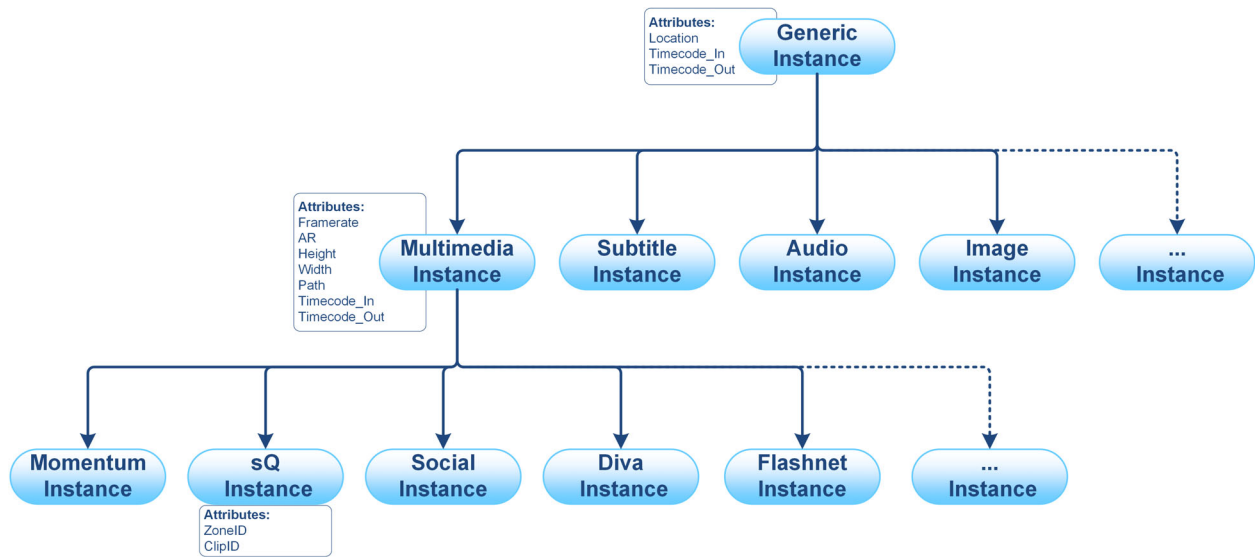 Attributes:
Location
Timecode_In
Timecode_Out
Generic
Instance
Attributes:
Framerate
AR
Height
Width
Path
Timecode_In
Timecode_Out
Multimedia
Instance
Subtitle
Instance
Audio
Instance
Image
Instance
...
Instance
Momentum
Instance
sQ
Instance
Attributes:
ZoneID
ClipID
Social
Instance
Diva
Instance
Flashnet
Instance
...
Instance